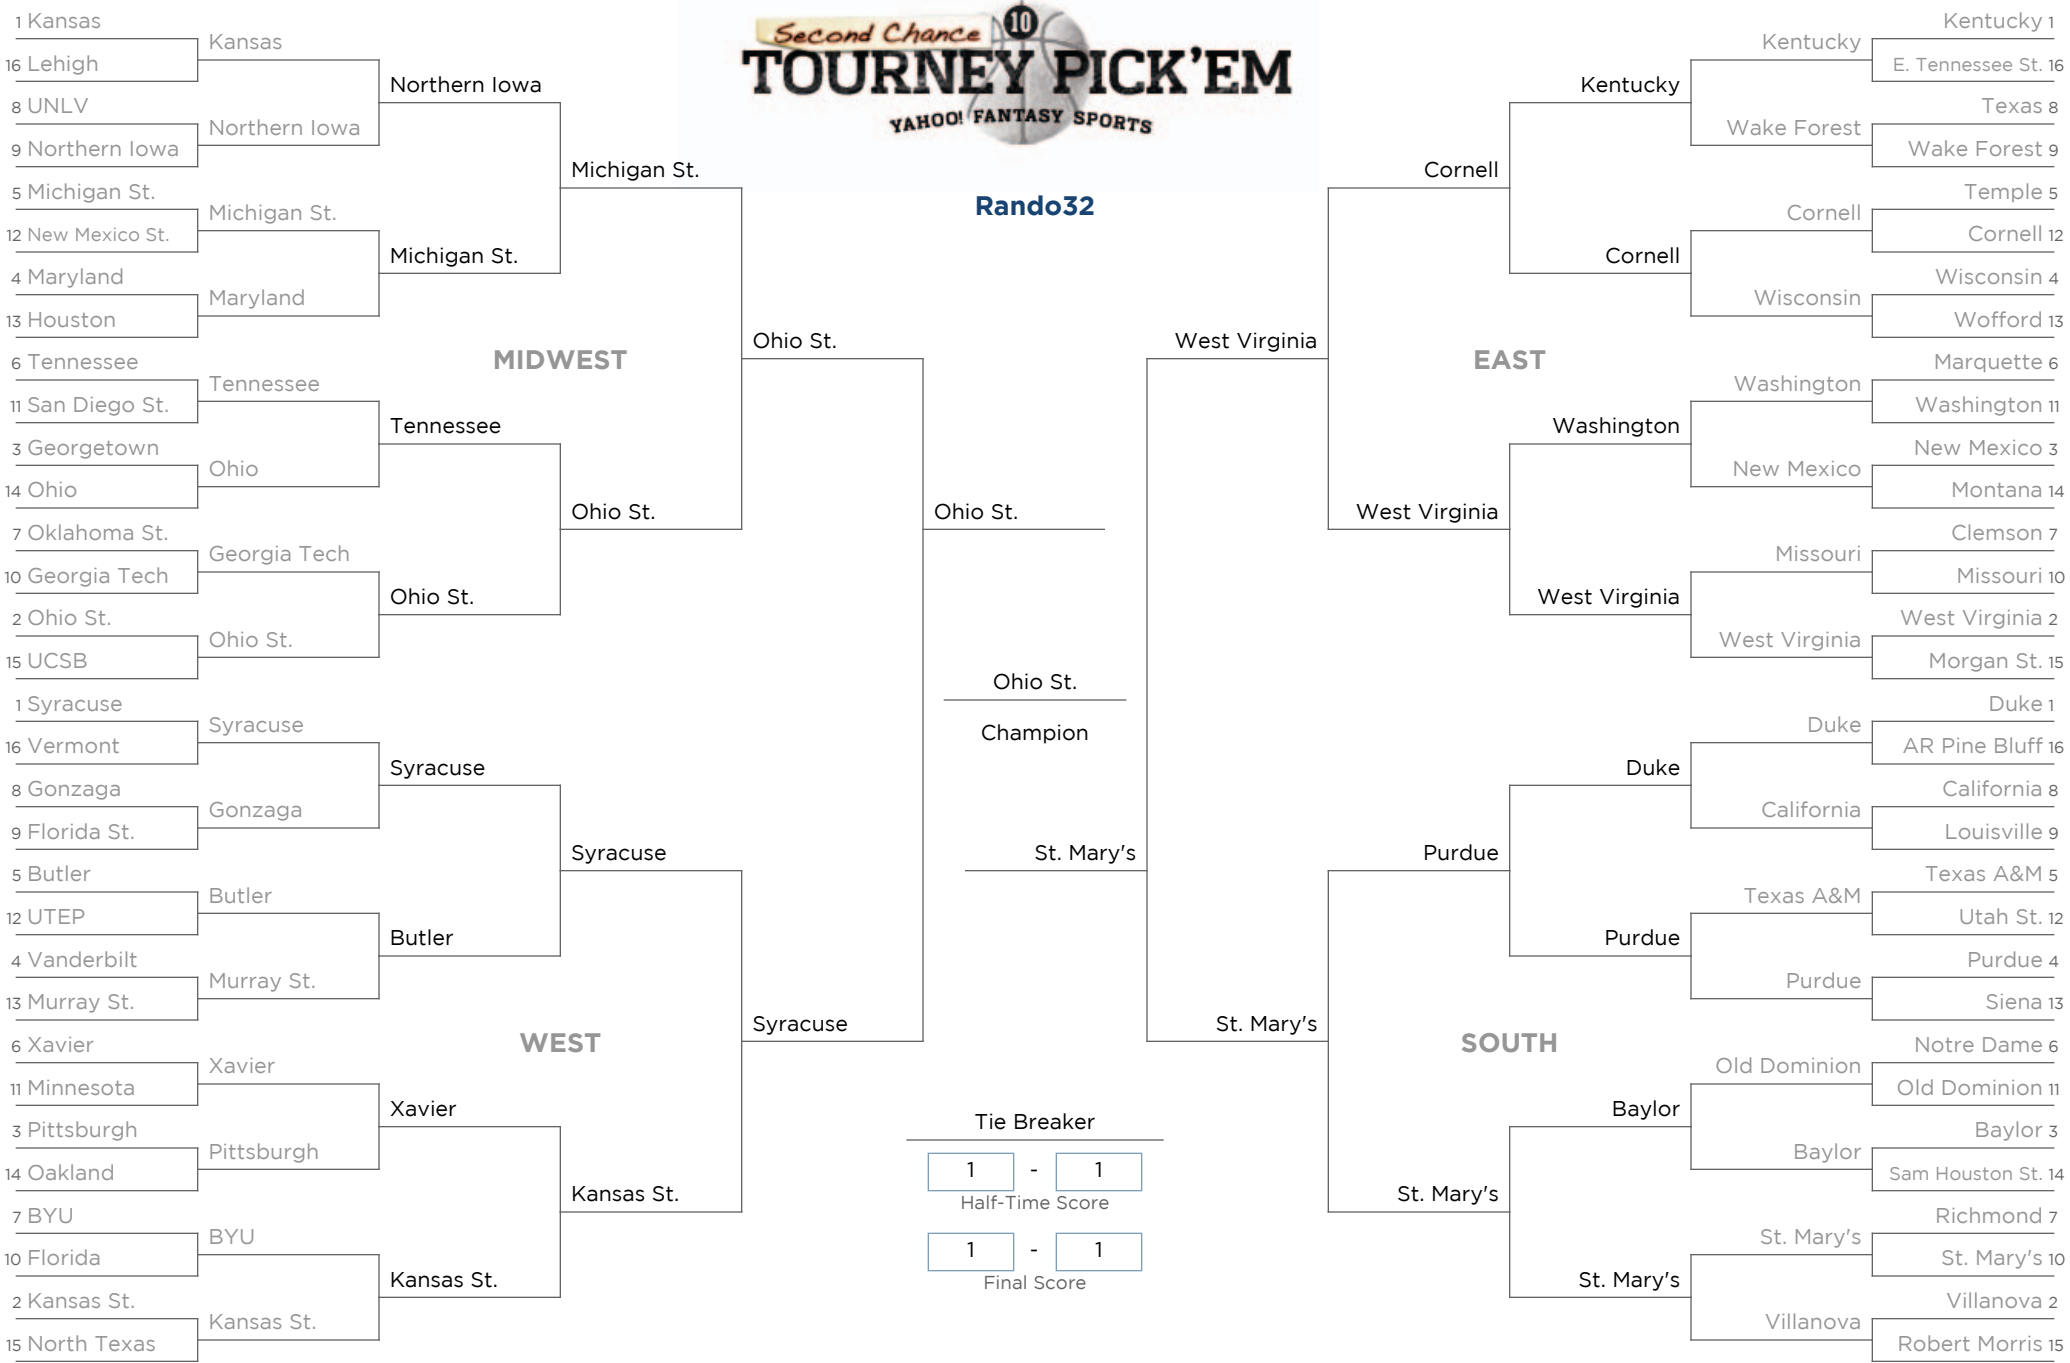 Second Chance 10
TOURNEY PICK'EM
YAHOO! FANTASY SPORTS
Rando32
1 Kansas
16 Lehigh
8 UNLV
9 Northern Iowa
5 Michigan St.
12 New Mexico St.
4 Maryland
13 Houston
6 Tennessee
11 San Diego St.
3 Georgetown
14 Ohio
7 Oklahoma St.
10 Georgia Tech
2 Ohio St.
15 UCSB
Kansas
Northern Iowa
Michigan St.
Maryland
Tennessee
Ohio
Georgia Tech
Ohio St.
Northern Iowa
Michigan St.
Tennessee
Ohio St.
Michigan St.
Ohio St.
MIDWEST
Ohio St.
1 Syracuse
16 Vermont
8 Gonzaga
9 Florida St.
5 Butler
12 UTEP
4 Vanderbilt
13 Murray St.
6 Xavier
11 Minnesota
3 Pittsburgh
14 Oakland
7 BYU
10 Florida
2 Kansas St.
15 North Texas
Syracuse
Gonzaga
Butler
Murray St.
Xavier
Pittsburgh
BYU
Kansas St.
Syracuse
Butler
Xavier
Kansas St.
Syracuse
Kansas St.
WEST
Syracuse
Ohio St.
Ohio St.
Champion
St. Mary's
Tie Breaker
1 - 1
Half-Time Score
1 - 1
Final Score
West Virginia
EAST
Cornell
West Virginia
Kentucky
Cornell
Washington
West Virginia
Kentucky
Wake Forest
Cornell
Wisconsin
Washington
New Mexico
Missouri
West Virginia
Kentucky 1
E. Tennessee St. 16
Texas 8
Wake Forest 9
Temple 5
Cornell 12
Wisconsin 4
Wofford 13
Marquette 6
Washington 11
New Mexico 3
Montana 14
Clemson 7
Missouri 10
West Virginia 2
Morgan St. 15
St. Mary's
SOUTH
Purdue
St. Mary's
Duke
Purdue
Baylor
St. Mary's
Duke
California
Texas A&M
Purdue
Old Dominion
Baylor
St. Mary's
Villanova
Duke 1
AR Pine Bluff 16
California 8
Louisville 9
Texas A&M 5
Utah St. 12
Purdue 4
Siena 13
Notre Dame 6
Old Dominion 11
Baylor 3
Sam Houston St. 14
Richmond 7
St. Mary's 10
Villanova 2
Robert Morris 15